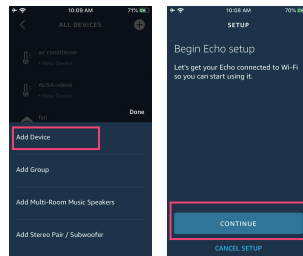 10:09 AM
71%
ALL DEVICES
air conditioner
• New Device
ALISA-videos
• New Device
fan
Done
Add Device
Add Group
Add Multi-Room Music Speakers
Add Stereo Pair / Subwoofer
10:08 AM
70%
SETUP
Begin Echo setup
Let's get your Echo connected to Wi-Fi
so you can start using it.
CONTINUE
CANCEL SETUP